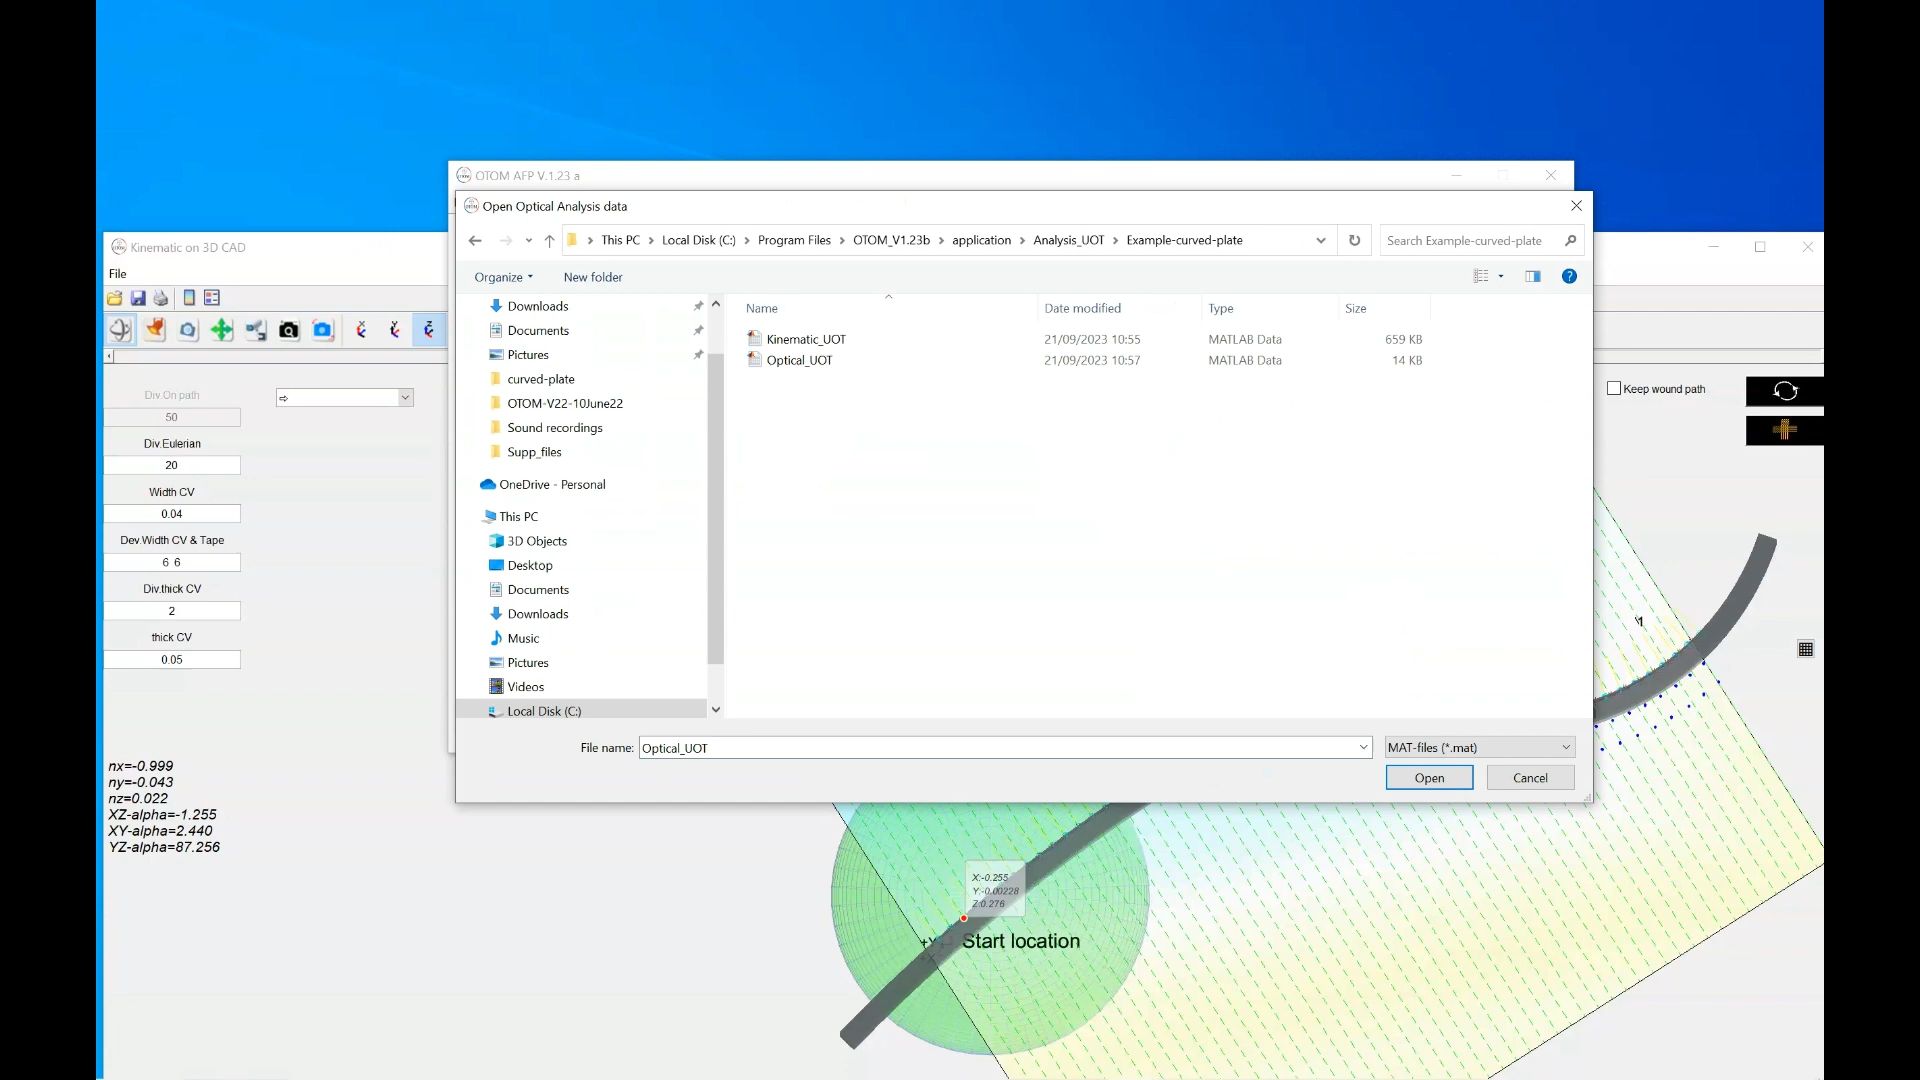 OTOM AFP V.1.23 a
Open Optical Analysis data
This PC > Local Disk (C:) > Program Files > OTOM_V1.23b > application > Analysis_UOT > Example-curved-plate
Search Example-curved-plate
Organize
New folder
Kinematic on 3D CAD
File
Downloads
Documents
Pictures
curved-plate
OTOM-V22-10June22
Sound recordings
Supp_files
OneDrive - Personal
This PC
3D Objects
Desktop
Documents
Downloads
Music
Pictures
Videos
Local Disk (C:)
Name Date modified Type Size
Kinematic_UOT 21/09/2023 10:55 MATLAB Data 659 KB
Optical_UOT 21/09/2023 10:57 MATLAB Data 14 KB
File name: Optical_UOT
MAT-files (*.mat)
Open
Cancel
Div.On path
50
Div.Eulerian
20
Width CV
0.04
Dev.Width CV & Tape
6 6
Div.thick CV
2
thick CV
0.05
nx=-0.999
ny=-0.043
nz=0.022
XZ-alpha=-1.255
XY-alpha=2.440
YZ-alpha=87.256
Keep wound path
X:-0.255
Y:-0.00228
Z:0.276
Start location